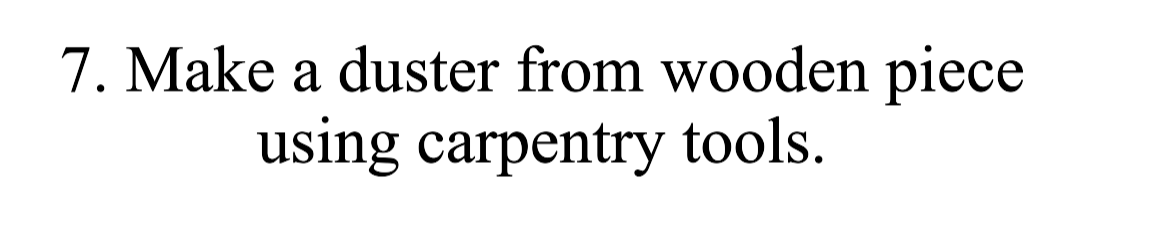 7. Make a duster from wooden piece
using carpentry tools.